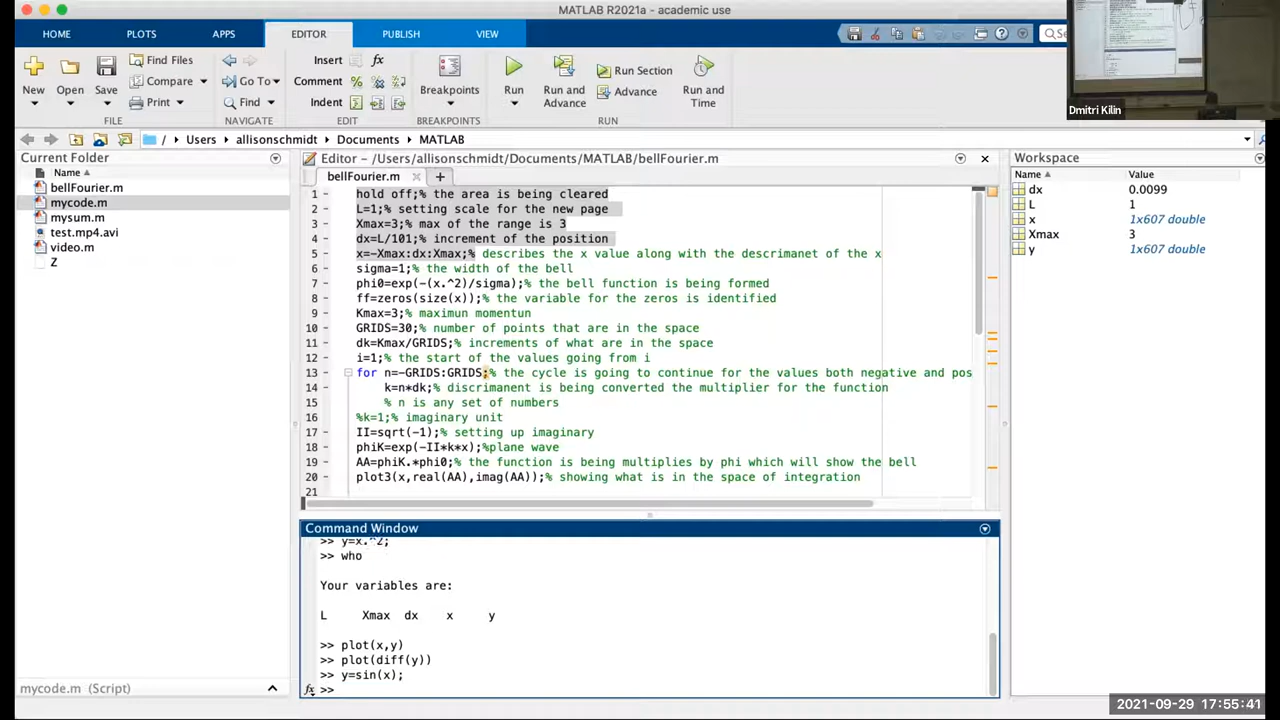 MATLAB R2021a - academic use
HOME PLOTS APPS EDITOR PUBLISH VIEW
New Open Save Find Files Compare Print
FILE
Go To Find
NAVIGATE
Insert fx
Comment %
Indent
EDIT
Breakpoints
BREAKPOINTS
Run Run and Advance Run Section Advance Run and Time
RUN
Dmitri Kilin
/ Users allisonschmidt Documents MATLAB
Current Folder
Name
bellFourier.m
mycode.m
mysum.m
test.mp4.avi
video.m
Z
mycode.m (Script)
Editor - /Users/allisonschmidt/Documents/MATLAB/bellFourier.m
bellFourier.m
1 hold off;% the area is being cleared
2 L=1;% setting scale for the new page
3 Xmax=3;% max of the range is 3
4 dx=L/101;% increment of the position
5 x=-Xmax:dx:Xmax;% describes the x value along with the descrimanet of the x
6 sigma=1;% the width of the bell
7 phi0=exp(-(x.^2)/sigma);% the bell function is being formed
8 ff=zeros(size(x));% the variable for the zeros is identified
9 Kmax=3;% maximun momentun
10 GRIDS=30;% number of points that are in the space
11 dk=Kmax/GRIDS;% increments of what are in the space
12 i=1;% the start of the values going from i
13 for n=-GRIDS:GRIDS;% the cycle is going to continue for the values both negative and pos
14 k=n*dk;% discrimanent is being converted the multiplier for the function
15 % n is any set of numbers
16 %k=1;% imaginary unit
17 II=sqrt(-1);% setting up imaginary
18 phiK=exp(-II*k*x);%plane wave
19 AA=phiK.*phi0;% the function is being multiplies by phi which will show the bell
20 plot3(x,real(AA),imag(AA));% showing what is in the space of integration
21
Command Window
>> y=x.^2;
>> who
Your variables are:
L Xmax dx x y
>> plot(x,y)
>> plot(diff(y))
>> y=sin(x);
fx >>
Workspace
Name Value
dx 0.0099
L 1
x 1x607 double
Xmax 3
y 1x607 double
2021-09-29 17:55:41